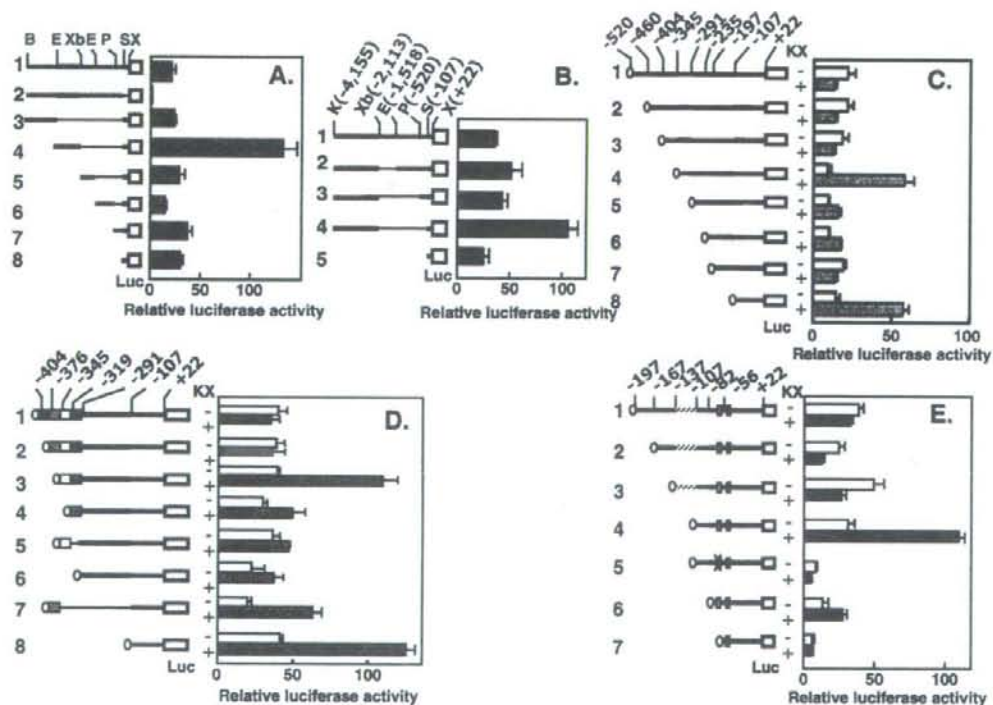 B E Xb E P S X
A.
1
2
3
4
5
6
7
8
Luc
0 50 100
Relative luciferase activity
K(-4,155)
Xb(-2,113)
E(-1,518)
P(-520)
S(-107)
X(+22)
B.
1
2
3
4
5
Luc
0 50 100
Relative luciferase activity
-520 -460 -404 -345 -291 -235 -197 -107 +22
KX
C.
1 - +
2 - +
3 - +
4 - +
5 - +
6 - +
7 - +
8 - +
Luc
0 50 100
Relative luciferase activity
-404 -376 -345 -319 -291 -107 +22
KX
D.
1 - +
2 - +
3 - +
4 - +
5 - +
6 - +
7 - +
8 - +
Luc
0 50 100
Relative luciferase activity
-197 -167 -137 -107 -82 -56 +22
KX
E.
1 - +
2 - +
3 - +
4 - +
5 - +
6 - +
7 - +
Luc
0 50 100
Relative luciferase activity